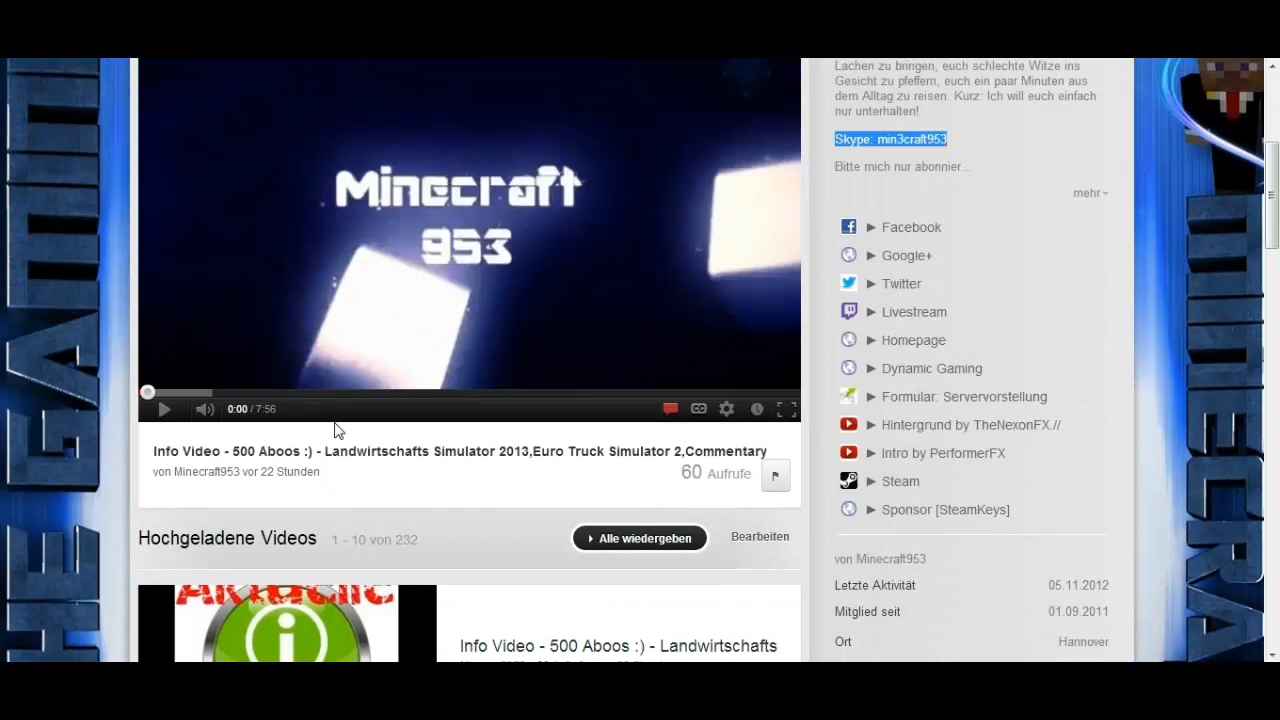 Minecraft
953
0:00 / 7:56
CC
Info Video - 500 Aboos :) - Landwirtschafts Simulator 2013,Euro Truck Simulator 2,Commentary
von Minecraft953 vor 22 Stunden
60 Aufrufe
Hochgeladene Videos 1 - 10 von 232
Alle wiedergeben
Bearbeiten
Info Video - 500 Aboos :) - Landwirtschafts
Lachen zu bringen, euch schlechte Witze ins
Gesicht zu pfeffern, euch ein paar Minuten aus
dem Alltag zu reisen. Kurz: Ich will euch einfach
nur unterhalten!
Skype: min3craft953
Bitte mich nur abonnier...
mehr
► Facebook
► Google+
► Twitter
► Livestream
► Homepage
► Dynamic Gaming
► Formular: Servervorstellung
► Hintergrund by TheNexonFX.//
► Intro by PerformerFX
► Steam
► Sponsor [SteamKeys]
von Minecraft953
Letzte Aktivität 05.11.2012
Mitglied seit 01.09.2011
Ort Hannover